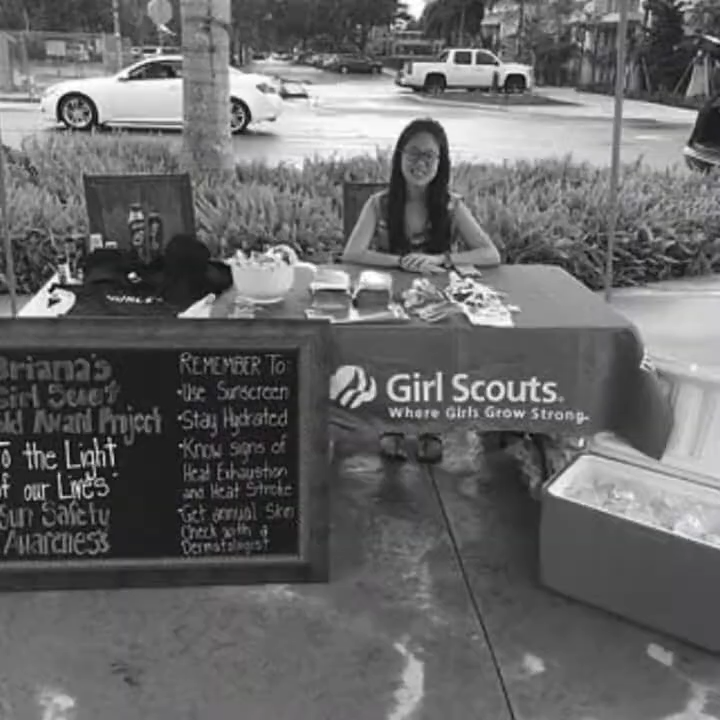 Briana's
Girl Scout
Gold Award Project
"To the Light
of our Lives"
Sun Safety
Awareness
REMEMBER TO:
•Use Sunscreen
•Stay Hydrated
•Know signs of
Heat Exhaustion
and Heat Stroke
•Get annual Skin
Check with a
Dermatologist
Girl Scouts.
Where Girls Grow Strong.